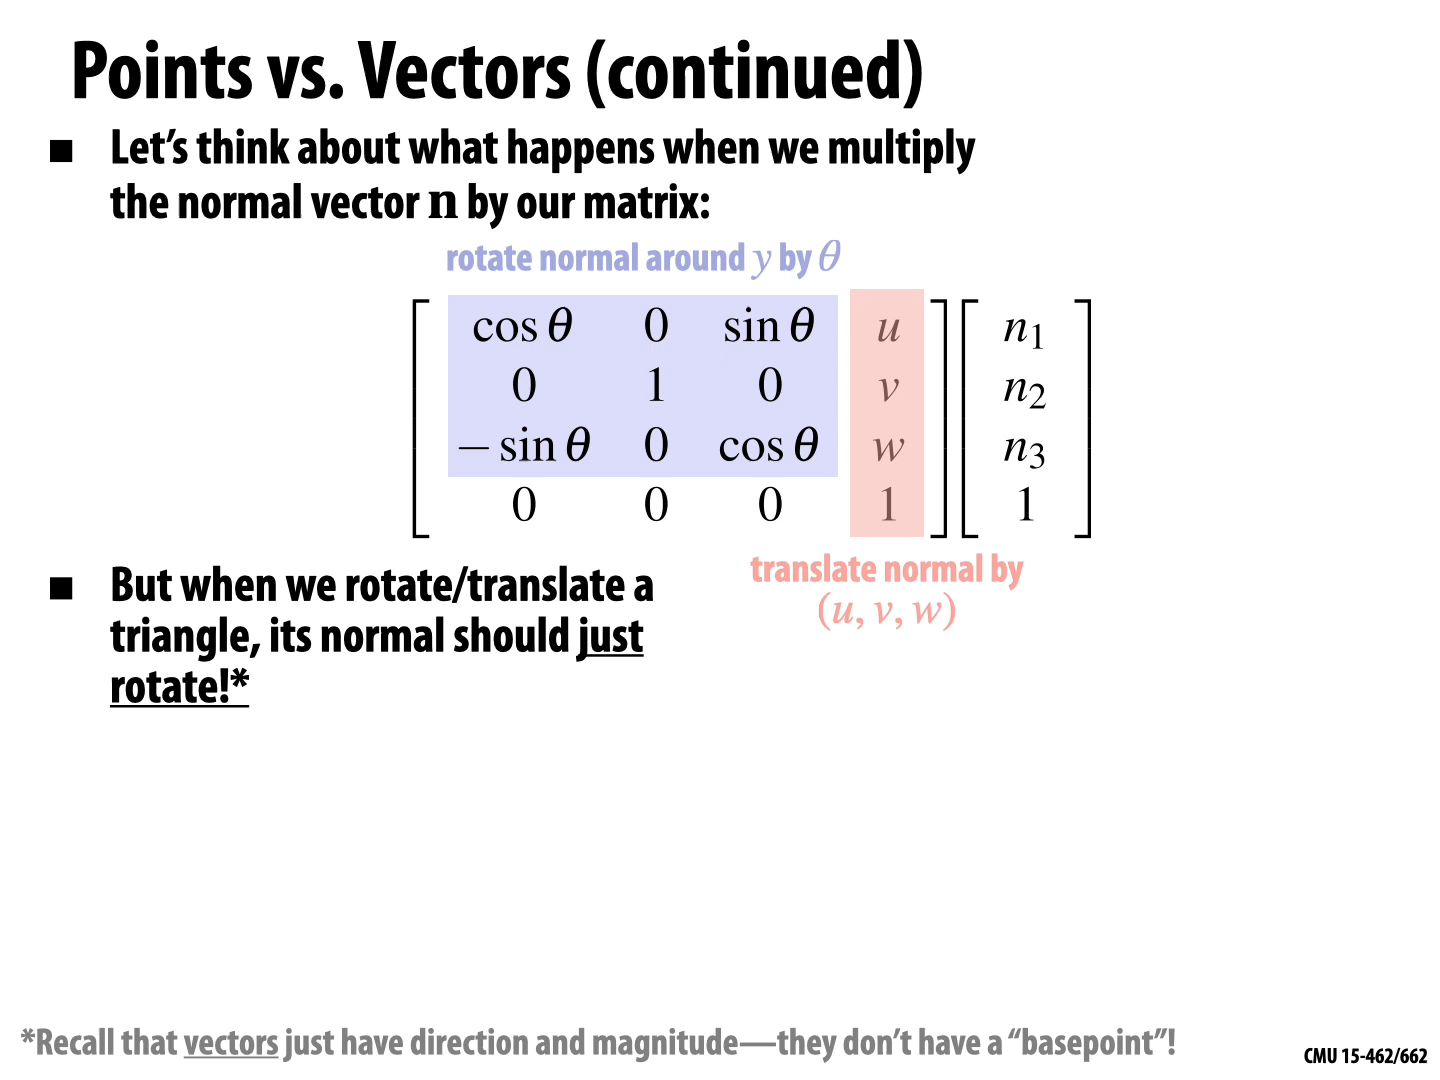 Points vs. Vectors (continued)
■ Let’s think about what happens when we multiply
the normal vector n by our matrix:
rotate normal around y by θ
cos θ 0 sin θ u n₁
0 1 0 v n₂
− sin θ 0 cos θ w n₃
0 0 0 1 1
translate normal by
(u, v, w)
■ But when we rotate/translate a
triangle, its normal should just
rotate!*
*Recall that vectors just have direction and magnitude—they don’t have a “basepoint”!
CMU 15-462/662